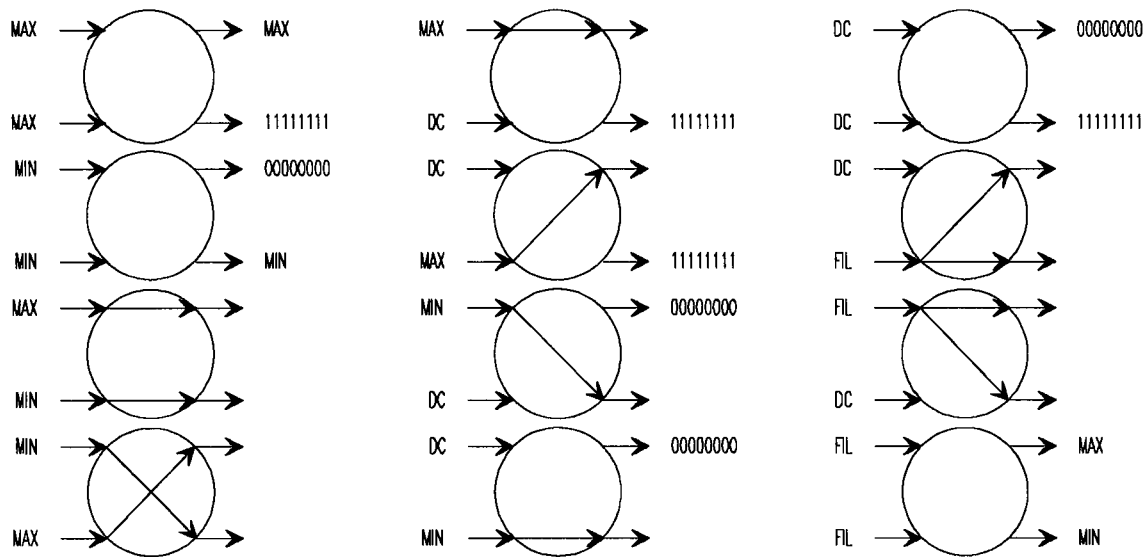 MAX MAX MAX DC 00000000
MAX 11111111 DC 11111111 DC 11111111
MIN 00000000 DC DC
MIN MIN MAX 11111111 FIL
MAX MIN 00000000 FIL
MIN DC DC
MIN DC 00000000 FIL MAX
MAX MIN FIL MIN